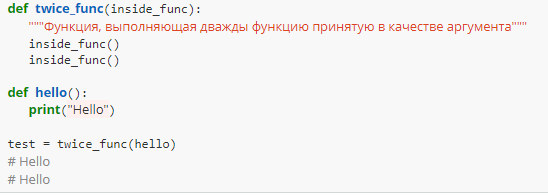 def twice_func(inside_func):
"""Функция, выполняющая дважды функцию принятую в качестве аргумента"""
inside_func()
inside_func()
def hello():
print("Hello")
test = twice_func(hello)
# Hello
# Hello